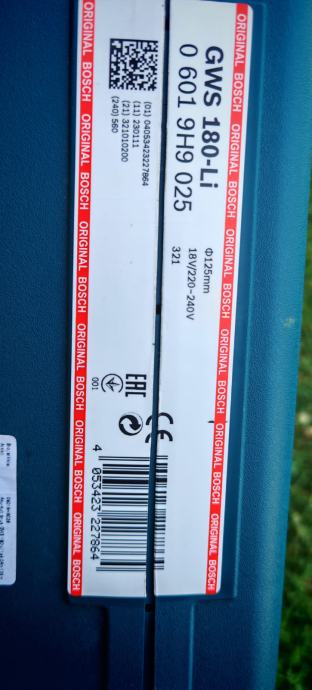 ORIGINAL BOSCH ORIGINAL BOSCH ORIGINAL BOSCH ORIGINAL BOSCH ORIGINAL BOSCH ORIGINAL BOSCH
GWS 180-Li
0 601 9H9 025
Φ125mm
18V/220-240V
321
(01) 04053423227864
(11) 230111
(21) 321010200
(240) 560
CE
EAC
001
4 053423 227864
ORIGINAL BOSCH ORIGINAL BOSCH ORIGINAL BOSCH ORIGINAL BOSCH ORIGINAL BOSCH ORIGINAL BOSCH